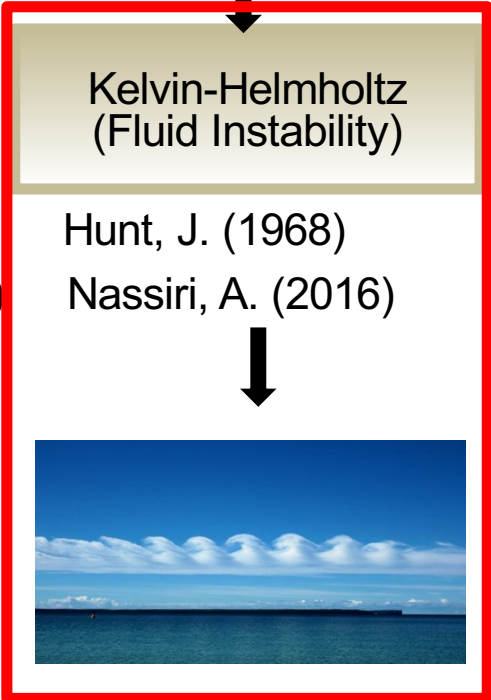 Kelvin-Helmholtz
(Fluid Instability)
Hunt, J. (1968)
Nassiri, A. (2016)